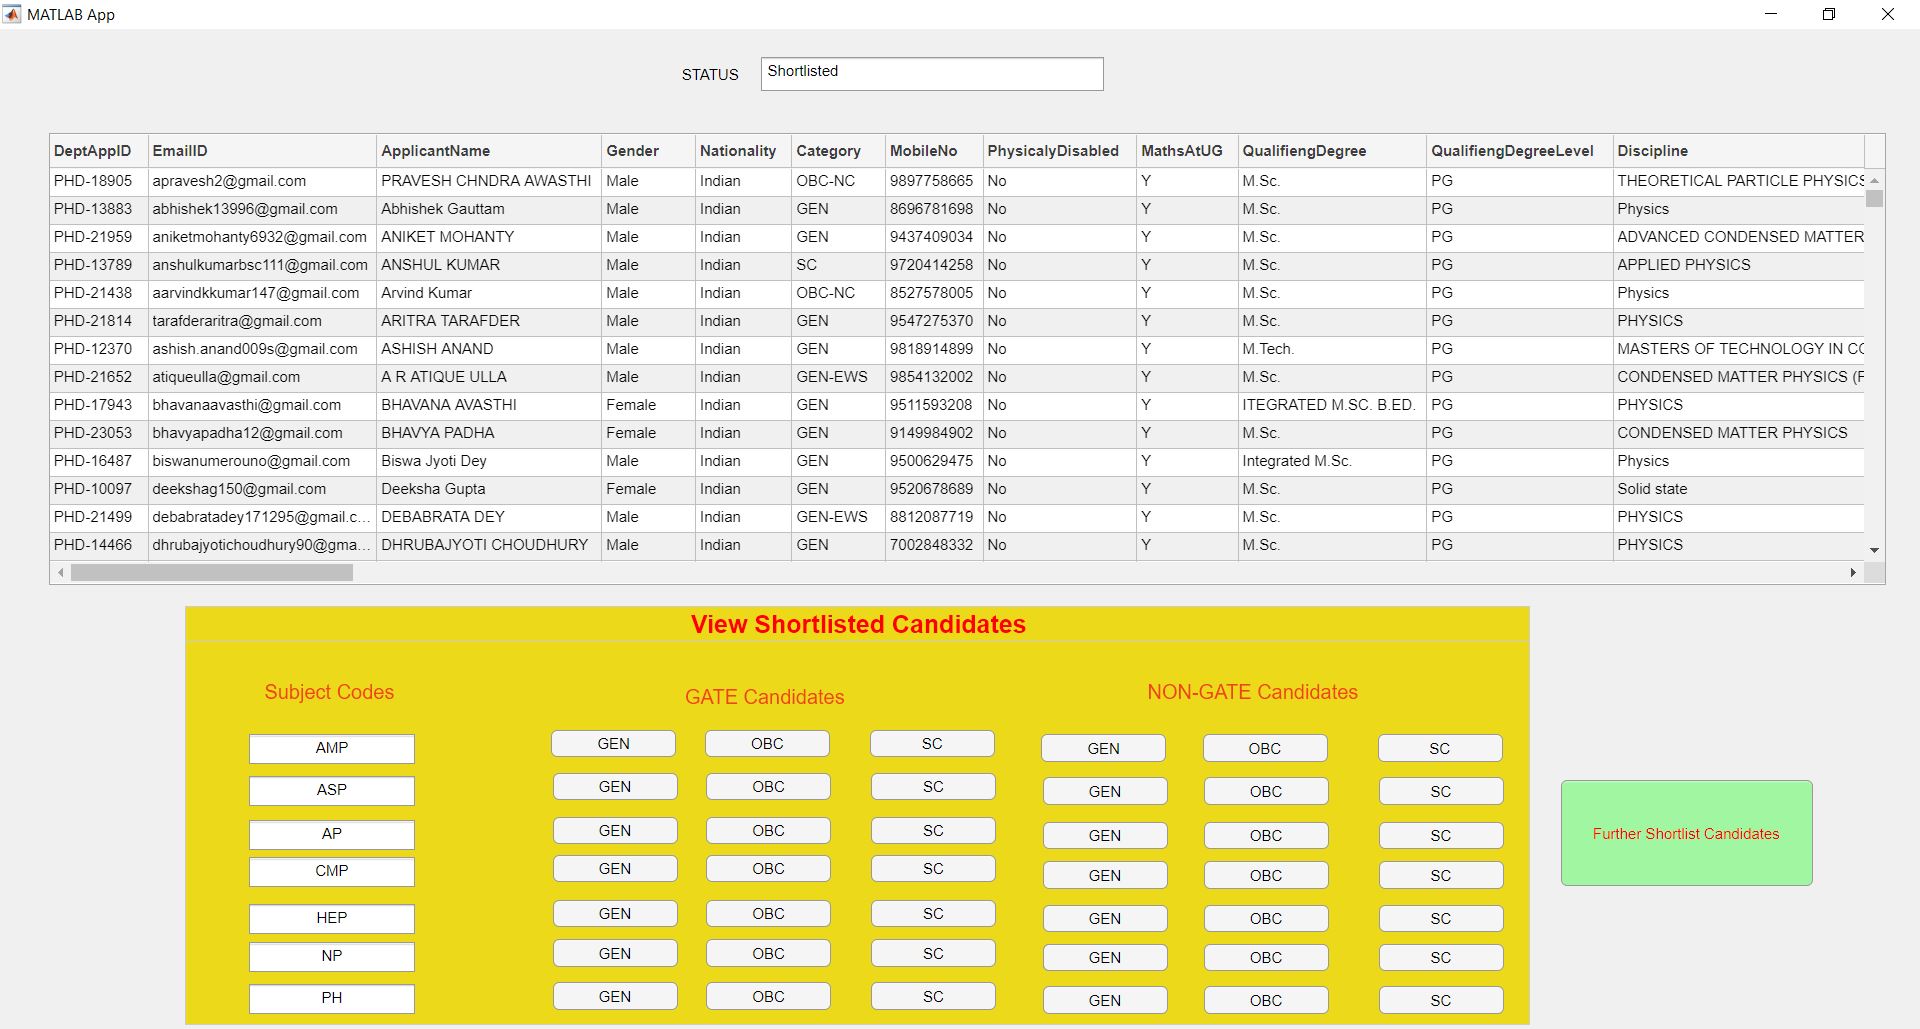 MATLAB App
STATUS Shortlisted
DeptAppID EmailID ApplicantName Gender Nationality Category MobileNo PhysicalyDisabled MathsAtUG QualifiengDegree QualifiengDegreeLevel Discipline
PHD-18905 apravesh2@gmail.com PRAVESH CHNDRA AWASTHI Male Indian OBC-NC 9897758665 No Y M.Sc. PG THEORETICAL PARTICLE PHYSICS
PHD-13883 abhishek13996@gmail.com Abhishek Gauttam Male Indian GEN 8696781698 No Y M.Sc. PG Physics
PHD-21959 aniketmohanty6932@gmail.com ANIKET MOHANTY Male Indian GEN 9437409034 No Y M.Sc. PG ADVANCED CONDENSED MATTER
PHD-13789 anshulkumarbsc111@gmail.com ANSHUL KUMAR Male Indian SC 9720414258 No Y M.Sc. PG APPLIED PHYSICS
PHD-21438 aarvindkkumar147@gmail.com Arvind Kumar Male Indian OBC-NC 8527578005 No Y M.Sc. PG Physics
PHD-21814 tarafderaritra@gmail.com ARITRA TARAFDER Male Indian GEN 9547275370 No Y M.Sc. PG PHYSICS
PHD-12370 ashish.anand009s@gmail.com ASHISH ANAND Male Indian GEN 9818914899 No Y M.Tech. PG MASTERS OF TECHNOLOGY IN CO
PHD-21652 atiqueulla@gmail.com A R ATIQUE ULLA Male Indian GEN-EWS 9854132002 No Y M.Sc. PG CONDENSED MATTER PHYSICS (F
PHD-17943 bhavanaavasthi@gmail.com BHAVANA AVASTHI Female Indian GEN 9511593208 No Y ITEGRATED M.SC. B.ED. PG PHYSICS
PHD-23053 bhavyapadha12@gmail.com BHAVYA PADHA Female Indian GEN 9149984902 No Y M.Sc. PG CONDENSED MATTER PHYSICS
PHD-16487 biswanumerouno@gmail.com Biswa Jyoti Dey Male Indian GEN 9500629475 No Y Integrated M.Sc. PG Physics
PHD-10097 deekshag150@gmail.com Deeksha Gupta Female Indian GEN 9520678689 No Y M.Sc. PG Solid state
PHD-21499 debabratadey171295@gmail.c... DEBABRATA DEY Male Indian GEN-EWS 8812087719 No Y M.Sc. PG PHYSICS
PHD-14466 dhrubajyotichoudhury90@gma... DHRUBAJYOTI CHOUDHURY Male Indian GEN 7002848332 No Y M.Sc. PG PHYSICS
View Shortlisted Candidates
Subject Codes GATE Candidates NON-GATE Candidates
AMP GEN OBC SC GEN OBC SC
ASP GEN OBC SC GEN OBC SC
AP GEN OBC SC GEN OBC SC
CMP GEN OBC SC GEN OBC SC
HEP GEN OBC SC GEN OBC SC
NP GEN OBC SC GEN OBC SC
PH GEN OBC SC GEN OBC SC
Further Shortlist Candidates